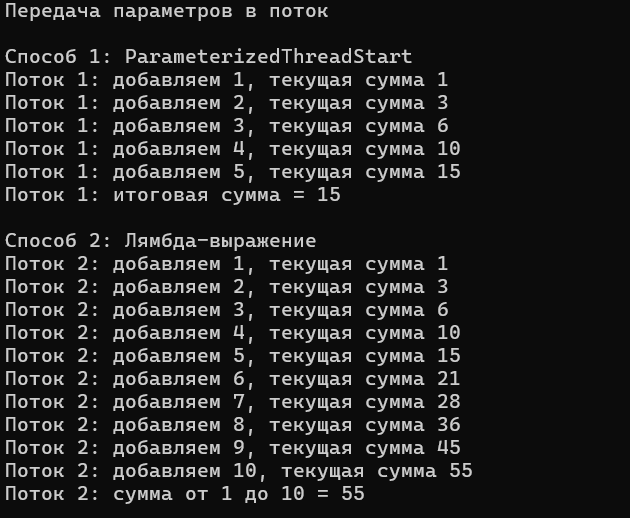 Передача параметров в поток
Способ 1: ParameterizedThreadStart
Поток 1: добавляем 1, текущая сумма 1
Поток 1: добавляем 2, текущая сумма 3
Поток 1: добавляем 3, текущая сумма 6
Поток 1: добавляем 4, текущая сумма 10
Поток 1: добавляем 5, текущая сумма 15
Поток 1: итоговая сумма = 15
Способ 2: Лямбда-выражение
Поток 2: добавляем 1, текущая сумма 1
Поток 2: добавляем 2, текущая сумма 3
Поток 2: добавляем 3, текущая сумма 6
Поток 2: добавляем 4, текущая сумма 10
Поток 2: добавляем 5, текущая сумма 15
Поток 2: добавляем 6, текущая сумма 21
Поток 2: добавляем 7, текущая сумма 28
Поток 2: добавляем 8, текущая сумма 36
Поток 2: добавляем 9, текущая сумма 45
Поток 2: добавляем 10, текущая сумма 55
Поток 2: сумма от 1 до 10 = 55